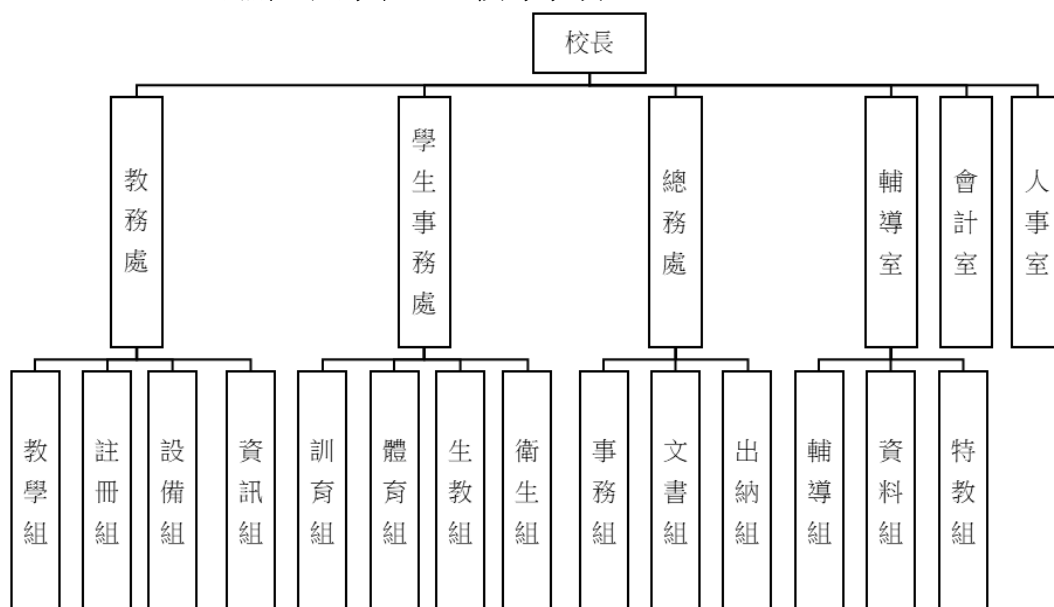 校長
教務處
學生事務處
總務處
輔導室
會計室
人事室
教學組
註冊組
設備組
資訊組
訓育組
體育組
生教組
衛生組
事務組
文書組
出納組
輔導組
資料組
特教組